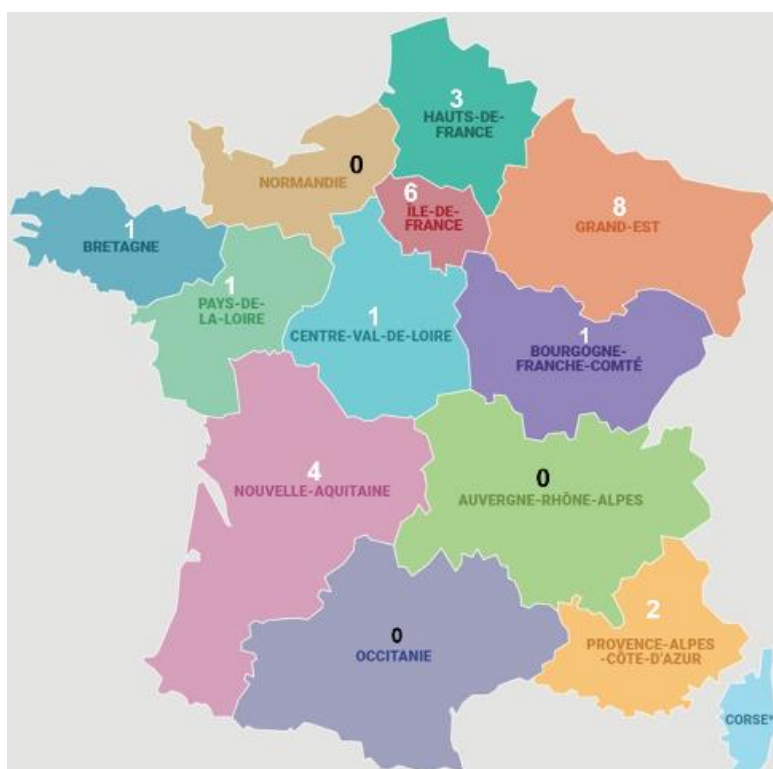 3
HAUTS-DE-
FRANCE
0
NORMANDIE
6
ÎLE-DE-
FRANCE
8
GRAND-EST
1
BRETAGNE
1
PAYS-DE-
LA-LOIRE
1
CENTRE-VAL-DE-LOIRE
1
BOURGOGNE-
FRANCHE-COMTÉ
4
NOUVELLE-AQUITAINE
0
AUVERGNE-RHÔNE-ALPES
0
OCCITANIE
2
PROVENCE-ALPES
-CÔTE-D'AZUR
CORSE*